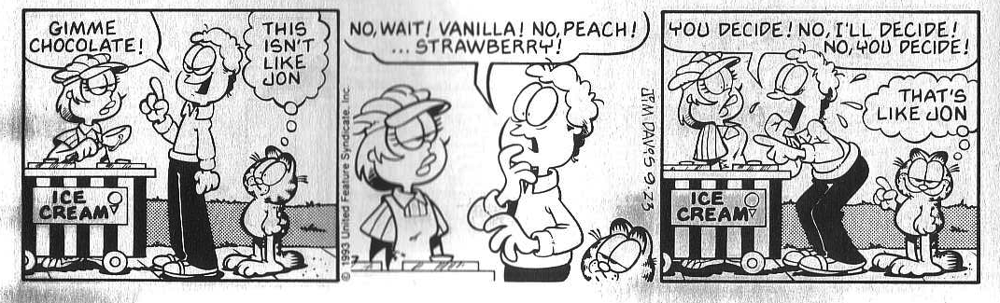 GIMME
CHOCOLATE!
THIS
ISN'T
LIKE
JON
ICE
CREAM
NO, WAIT! VANILLA! NO, PEACH!
...STRAWBERRY!
© 1993 United Feature Syndicate, Inc.
JIM DAVIS 9-23
YOU DECIDE! NO, I'LL DECIDE!
NO, YOU DECIDE!
THAT'S
LIKE JON
ICE
CREAM